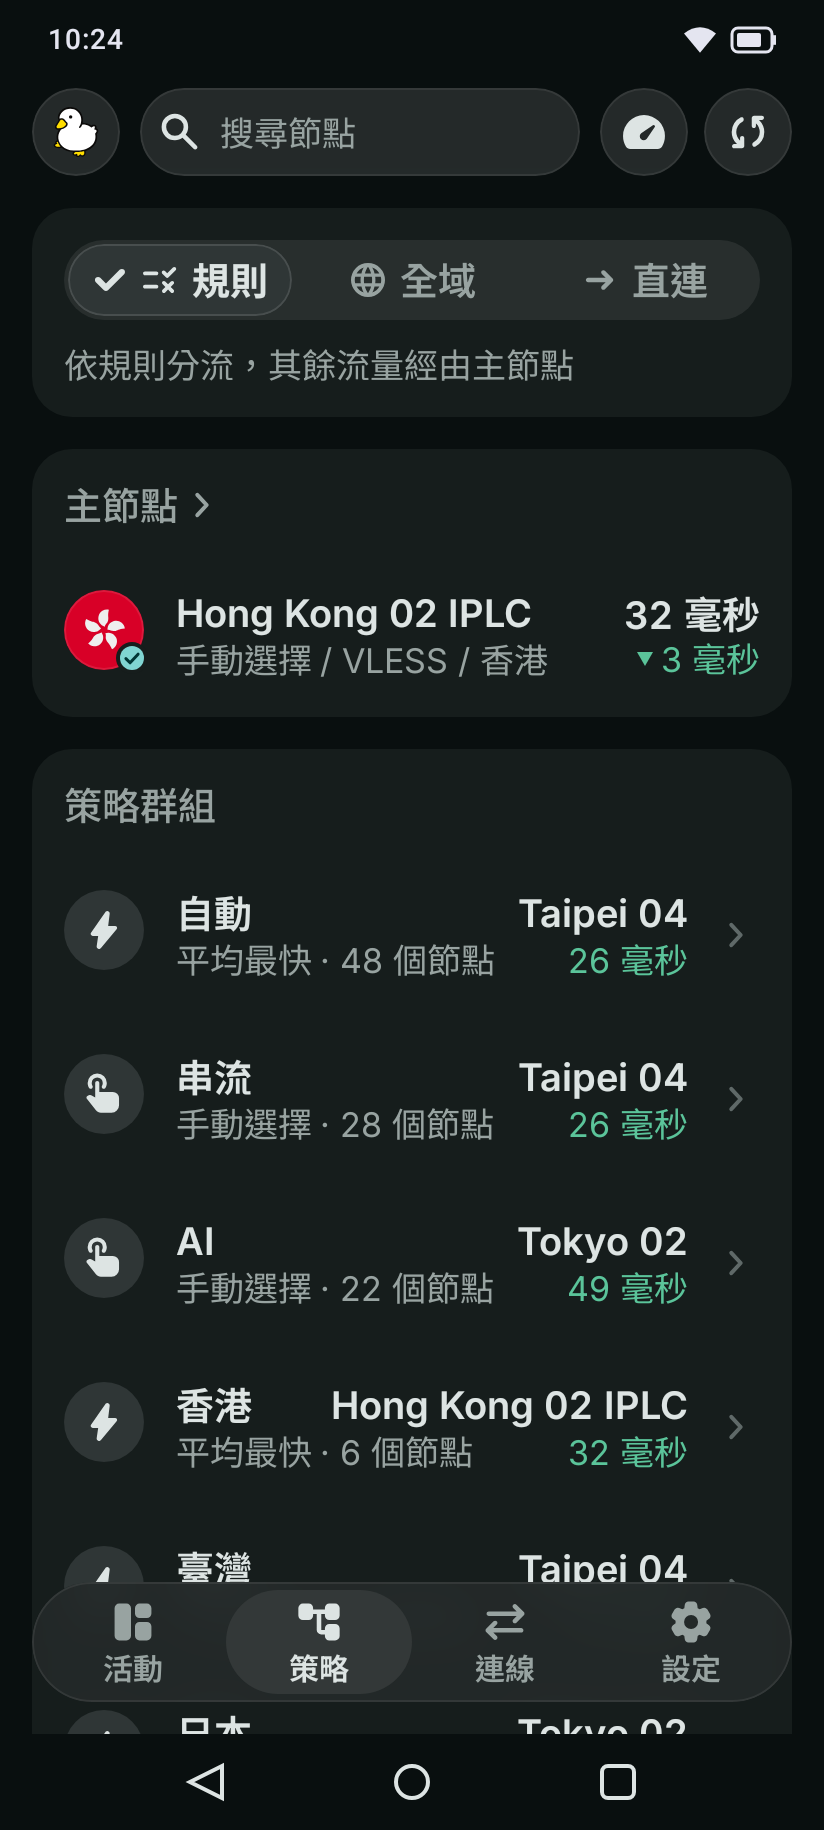 10:24
搜尋節點
規則
全域
直連
依規則分流，其餘流量經由主節點
主節點
Hong Kong 02 IPLC
32 毫秒
手動選擇 / VLESS / 香港
▼3 毫秒
策略群組
自動
Taipei 04
平均最快 · 48 個節點
26 毫秒
串流
Taipei 04
手動選擇 · 28 個節點
26 毫秒
AI
Tokyo 02
手動選擇 · 22 個節點
49 毫秒
香港
Hong Kong 02 IPLC
平均最快 · 6 個節點
32 毫秒
臺灣
Taipei 04
活動
策略
連線
設定
日本
Tokyo 02